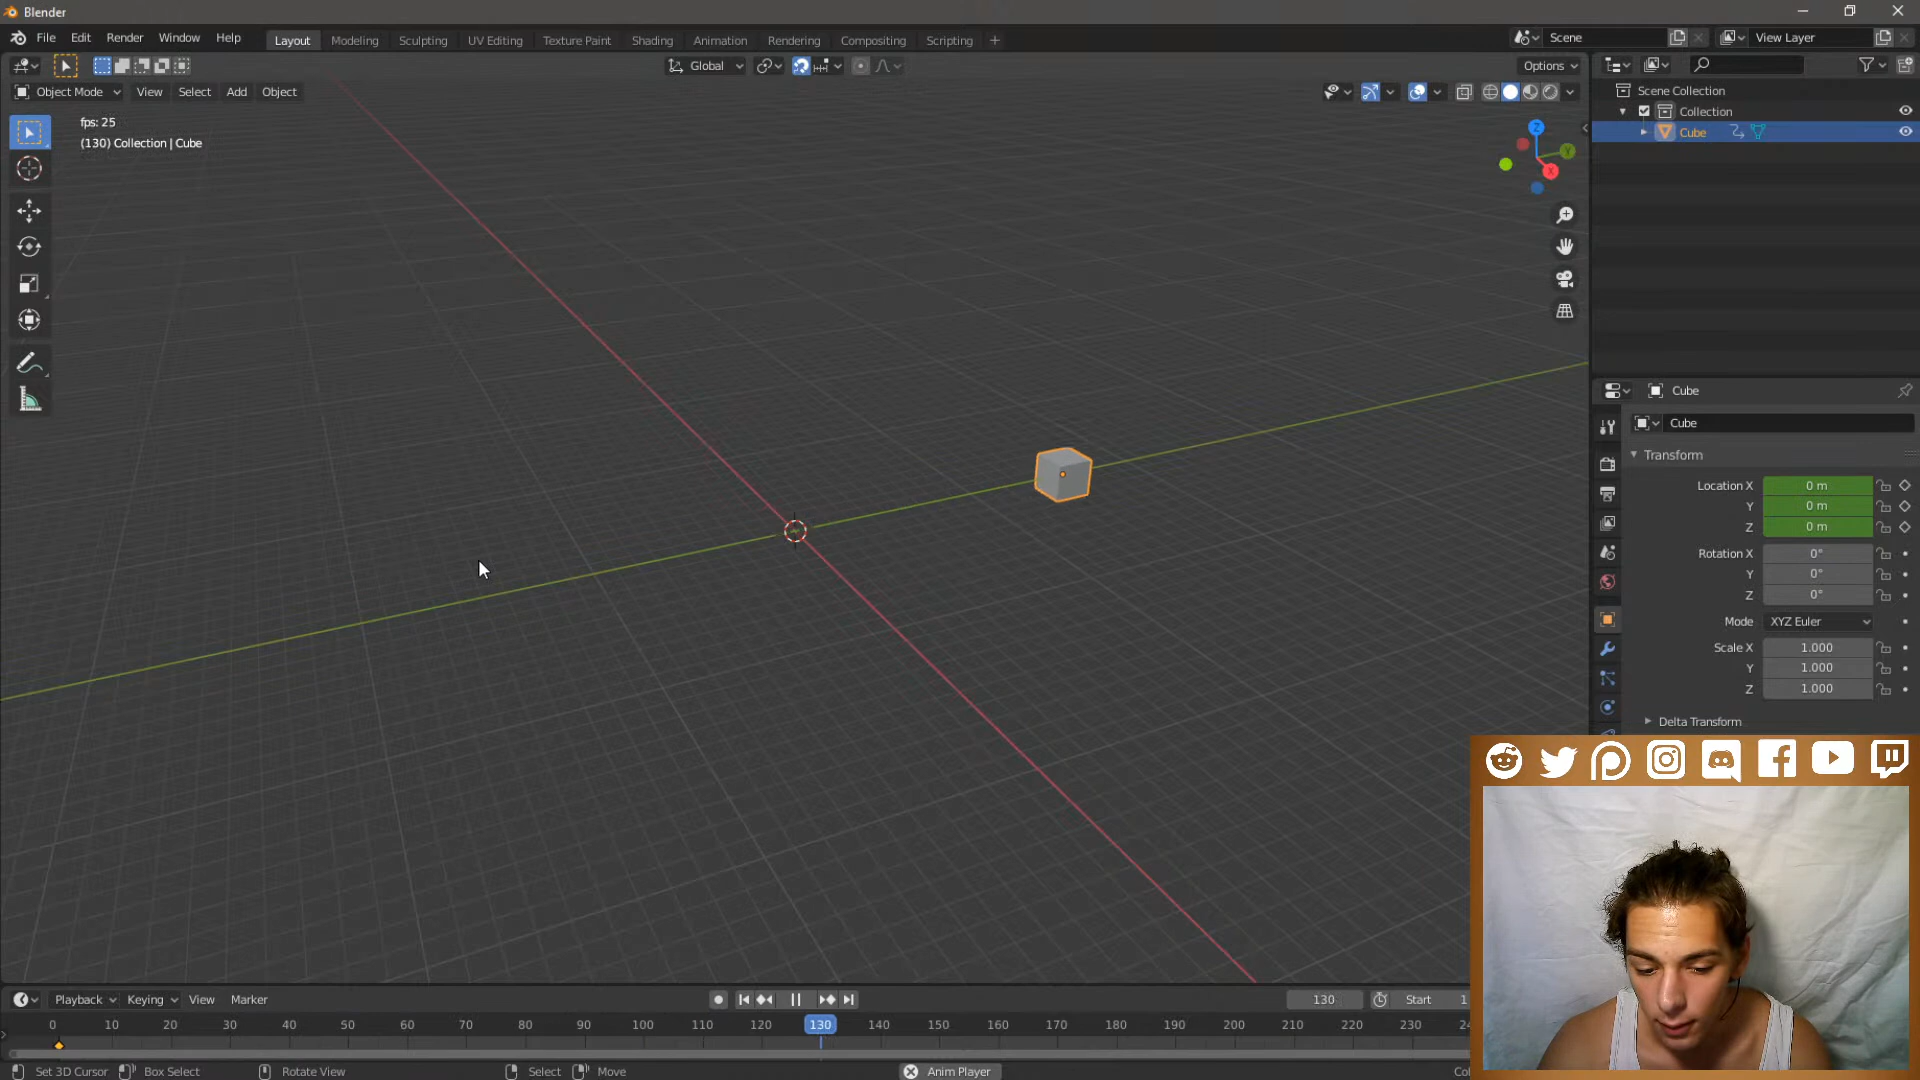 Blender
File Edit Render Window Help Layout Modeling Sculpting UV Editing Texture Paint Shading Animation Rendering Compositing Scripting Scene View Layer
Global Options
Object Mode View Select Add Object
fps: 25
(130) Collection | Cube
Z
Y
X
Scene Collection
Collection
Cube
Cube
Cube
Transform
Location X 0 m
Y 0 m
Z 0 m
Rotation X 0°
Y 0°
Z 0°
Mode XYZ Euler
Scale X 1.000
Y 1.000
Z 1.000
Delta Transform
Playback Keying View Marker 130 Start 1
0 10 20 30 40 50 60 70 80 90 100 110 120 130 140 150 160 170 180 190 200 210 220 230
Set 3D Cursor Box Select Rotate View Select Move Anim Player